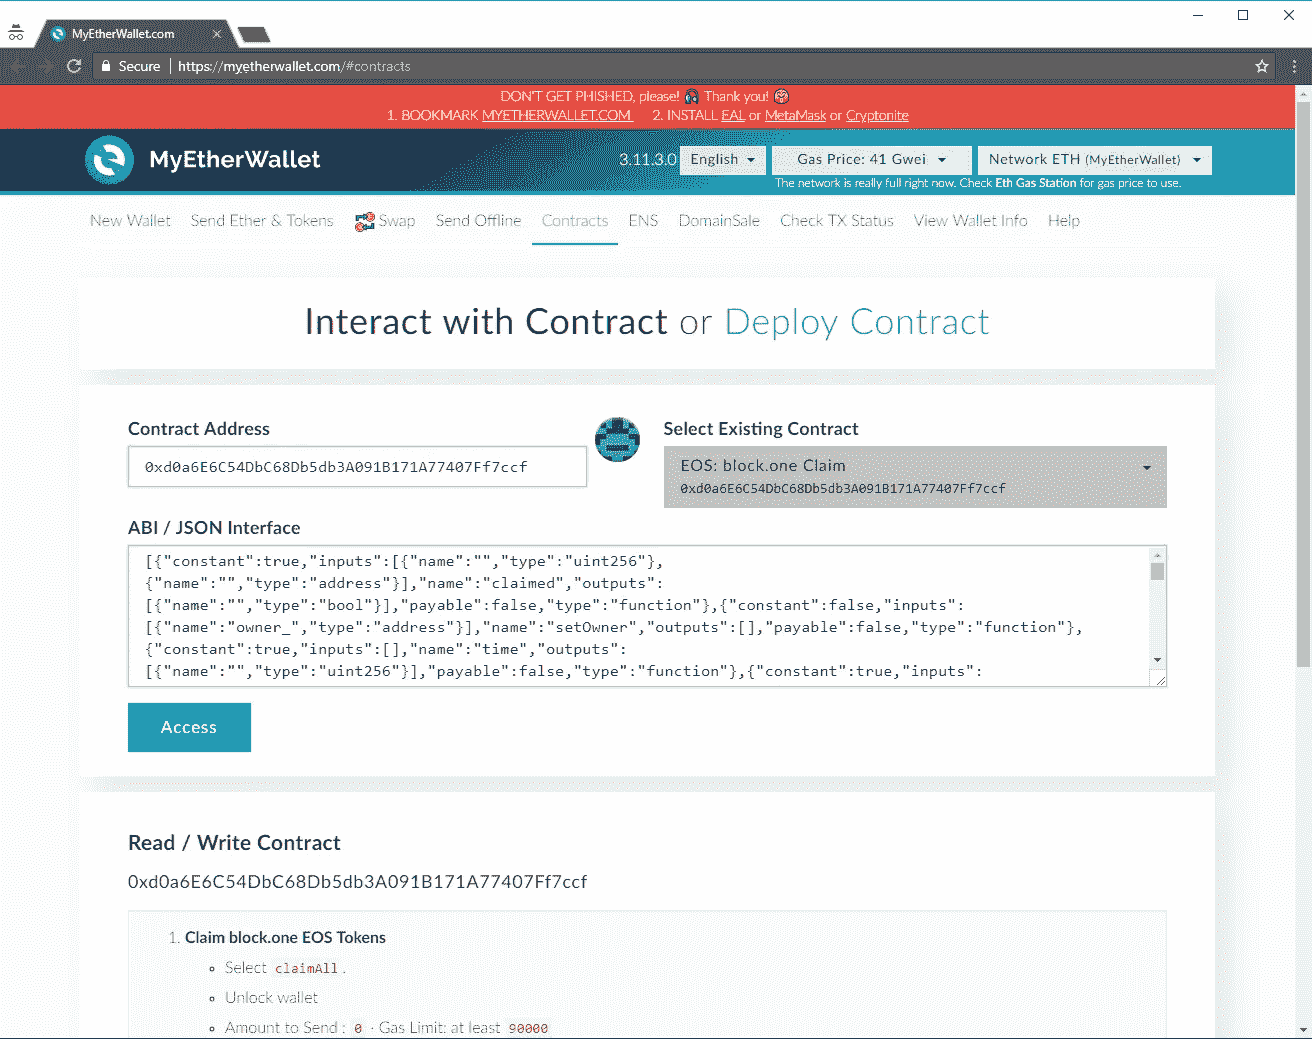 MyEtherWallet.com
Secure https://myetherwallet.com/#contracts
DON'T GET PHISHED, please! Thank you!
1. BOOKMARK MYETHERWALLET.COM 2. INSTALL EAL or MetaMask or Cryptonite
MyEtherWallet 3.11.3.0 English Gas Price: 41 Gwei Network ETH (MyEtherWallet)
The network is really full right now. Check Eth Gas Station for gas price to use.
New Wallet Send Ether & Tokens Swap Send Offline Contracts ENS DomainSale Check TX Status View Wallet Info Help
Interact with Contract or Deploy Contract
Contract Address
0xd0a6E6C54DbC68Db5db3A091B171A77407Ff7ccf
Select Existing Contract
EOS: block.one Claim
0xd0a6E6C54DbC68Db5db3A091B171A77407Ff7ccf
ABI / JSON Interface
[{"constant":true,"inputs":[{"name":"","type":"uint256"},
{"name":"","type":"address"}],"name":"claimed","outputs":
[{"name":"","type":"bool"}],"payable":false,"type":"function"},{"constant":false,"inputs":
[{"name":"owner_","type":"address"}],"name":"setOwner","outputs":[],"payable":false,"type":"function"},
{"constant":true,"inputs":[],"name":"time","outputs":
[{"name":"","type":"uint256"}],"payable":false,"type":"function"},{"constant":true,"inputs":
Access
Read / Write Contract
0xd0a6E6C54DbC68Db5db3A091B171A77407Ff7ccf
1. Claim block.one EOS Tokens
Select claimAll.
Unlock wallet
Amount to Send : 0 · Gas Limit: at least 90000